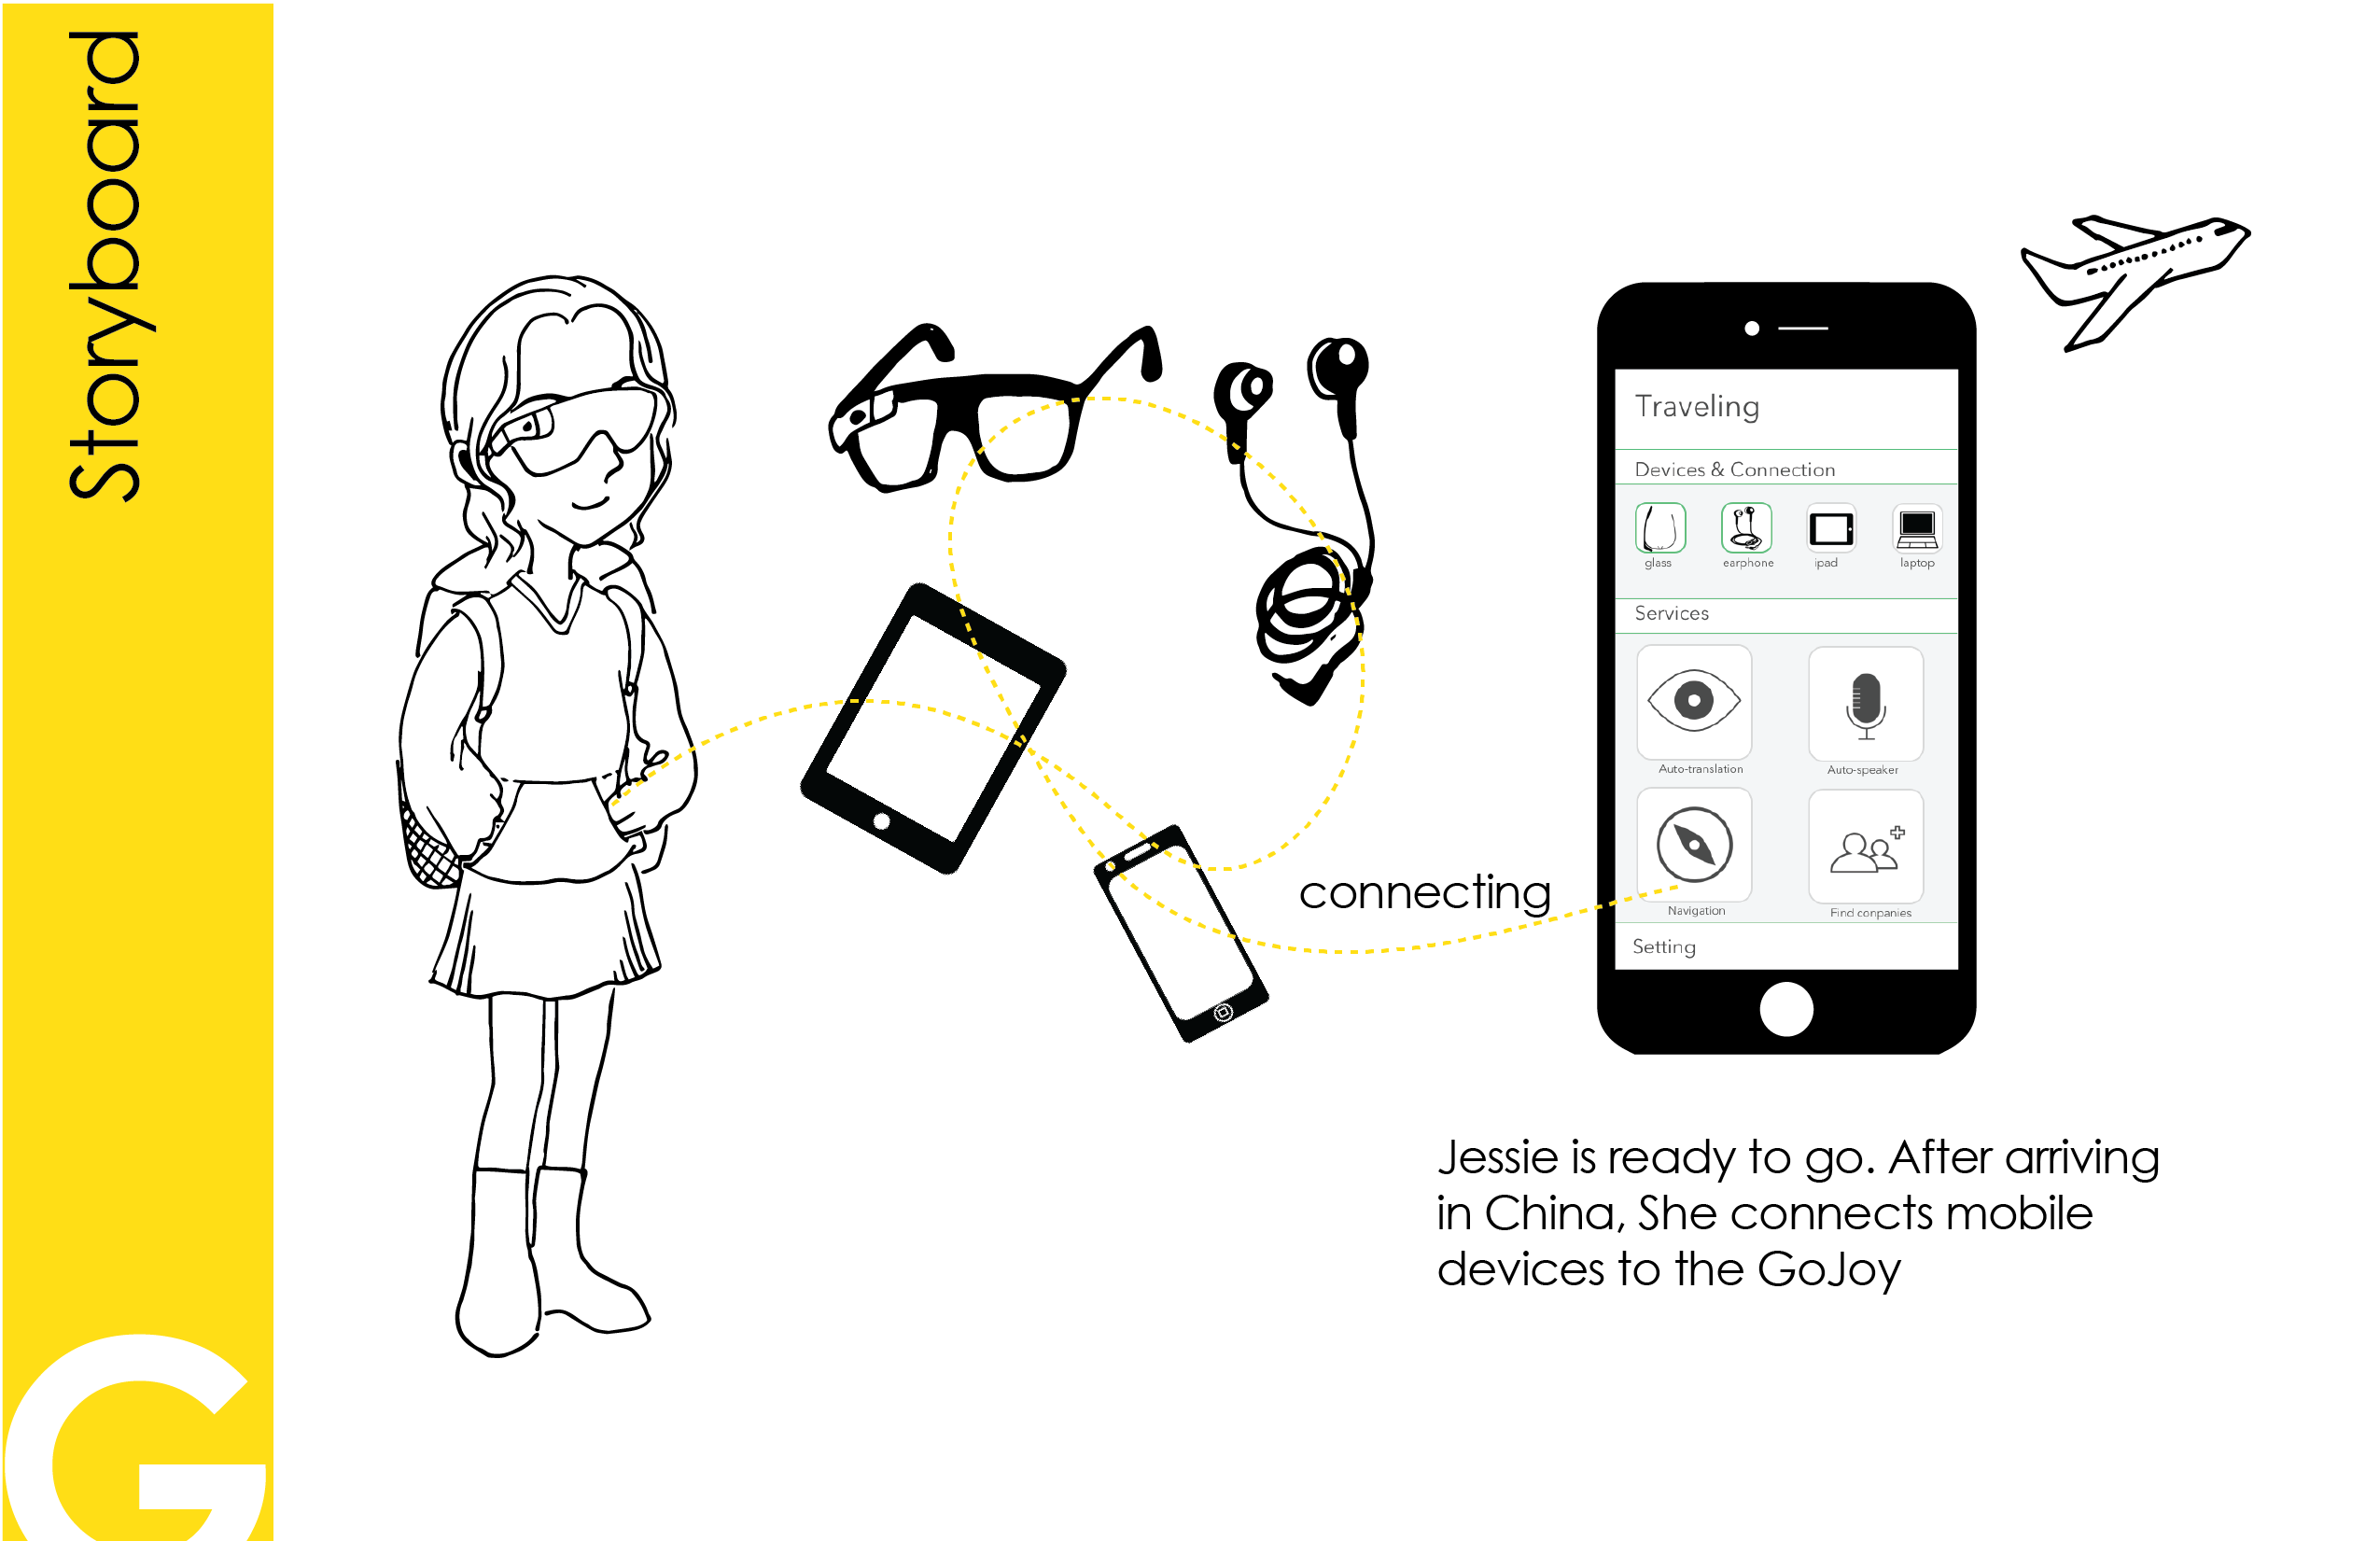 Storyboard
G
connecting
Traveling
Devices & Connection
glass earphone ipad laptop
Services
Auto-translation Auto-speaker
Navigation Find conpanies
Setting
Jessie is ready to go. After arriving
in China, She connects mobile
devices to the GoJoy